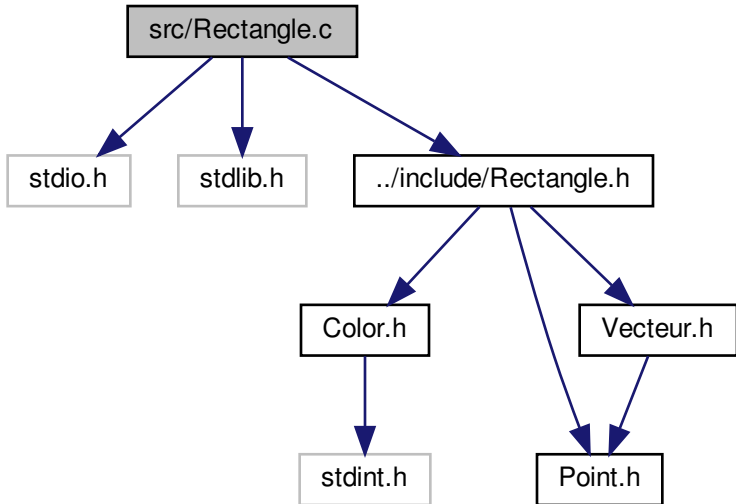 src/Rectangle.c
stdio.h
stdlib.h
../include/Rectangle.h
Color.h
Vecteur.h
stdint.h
Point.h